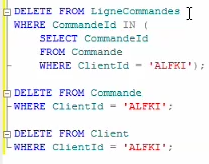 DELETE FROM LigneCommandes
WHERE CommandeId IN (
SELECT CommandeId
FROM Commande
WHERE ClientId = 'ALFKI');
DELETE FROM Commande
WHERE ClientId = 'ALFKI';
DELETE FROM Client
WHERE ClientId = 'ALFKI';